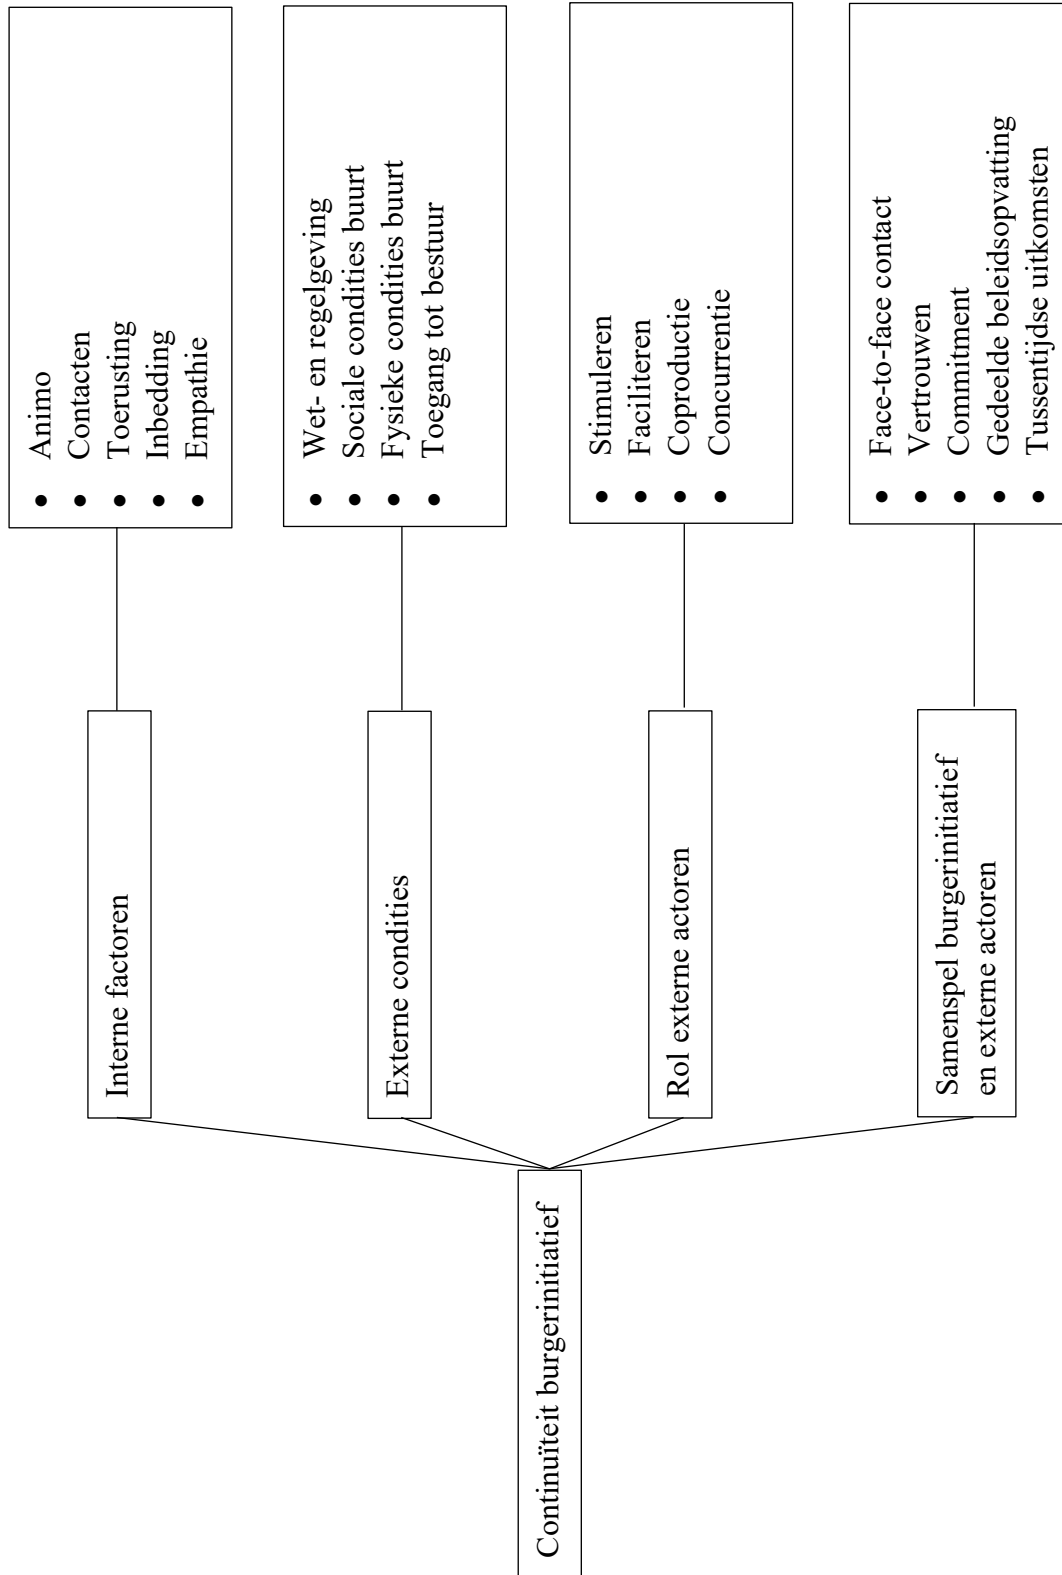 Continuïteit burgerinitiatief
Interne factoren
• Animo
• Contacten
• Toerusting
• Inbedding
• Empathie
Externe condities
• Wet- en regelgeving
• Sociale condities buurt
• Fysieke condities buurt
• Toegang tot bestuur
Rol externe actoren
• Stimuleren
• Faciliteren
• Coproductie
• Concurrentie
Samenspel burgerinitiatief
en externe actoren
• Face-to-face contact
• Vertrouwen
• Commitment
• Gedeelde beleidsopvatting
• Tussentijdse uitkomsten